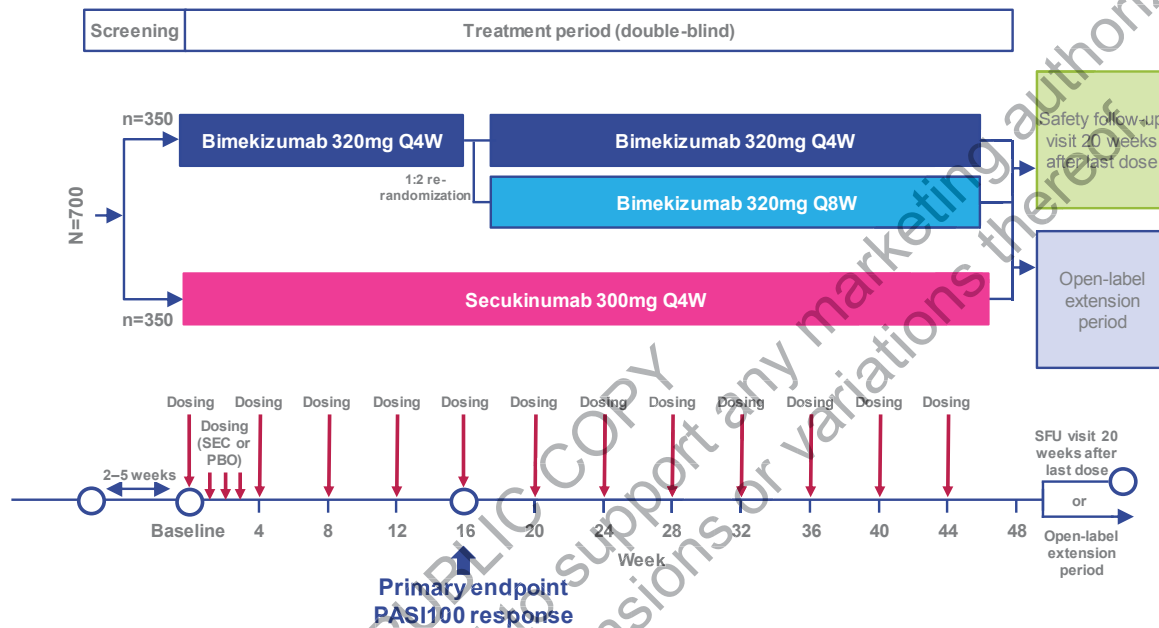 Screening
Treatment period (double-blind)
n=350
Bimekizumab 320mg Q4W
Bimekizumab 320mg Q4W
1:2 re-
randomization
Bimekizumab 320mg Q8W
N=700
Secukinumab 300mg Q4W
n=350
Safety follow-up
visit 20 weeks
after last dose
Open-label
extension
period
Dosing Dosing Dosing Dosing Dosing Dosing Dosing Dosing Dosing Dosing Dosing Dosing
Dosing
(SEC or
PBO)
2–5 weeks
SFU visit 20
weeks after
last dose
or
Open-label
extension
period
Baseline 4 8 12 16 20 24 28 32 36 40 44 48
Week
Primary endpoint
PASI100 response
PUBLIC COPY
to support any marketing
thereof
or variations